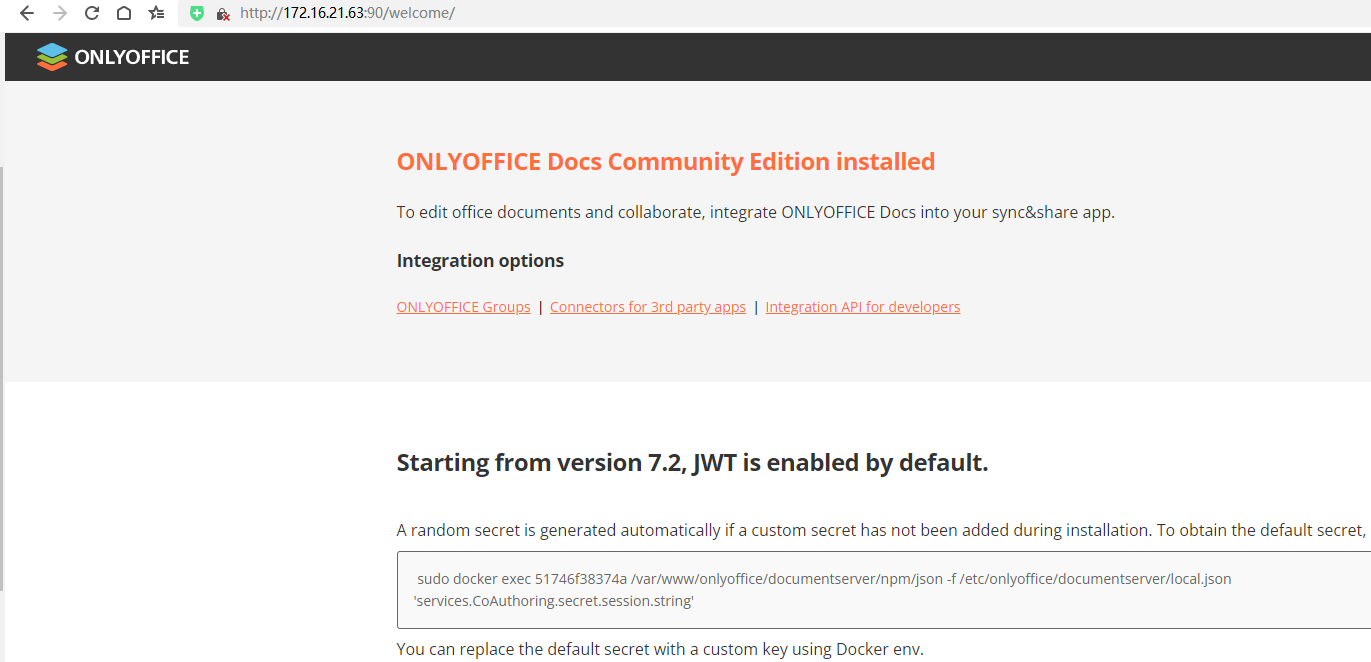 http://172.16.21.63:90/welcome/
ONLYOFFICE
ONLYOFFICE Docs Community Edition installed
To edit office documents and collaborate, integrate ONLYOFFICE Docs into your sync&share app.
Integration options
ONLYOFFICE Groups | Connectors for 3rd party apps | Integration API for developers
Starting from version 7.2, JWT is enabled by default.
A random secret is generated automatically if a custom secret has not been added during installation. To obtain the default secret,
sudo docker exec 51746f38374a /var/www/onlyoffice/documentserver/npm/json -f /etc/onlyoffice/documentserver/local.json
'services.CoAuthoring.secret.session.string'
You can replace the default secret with a custom key using Docker env.